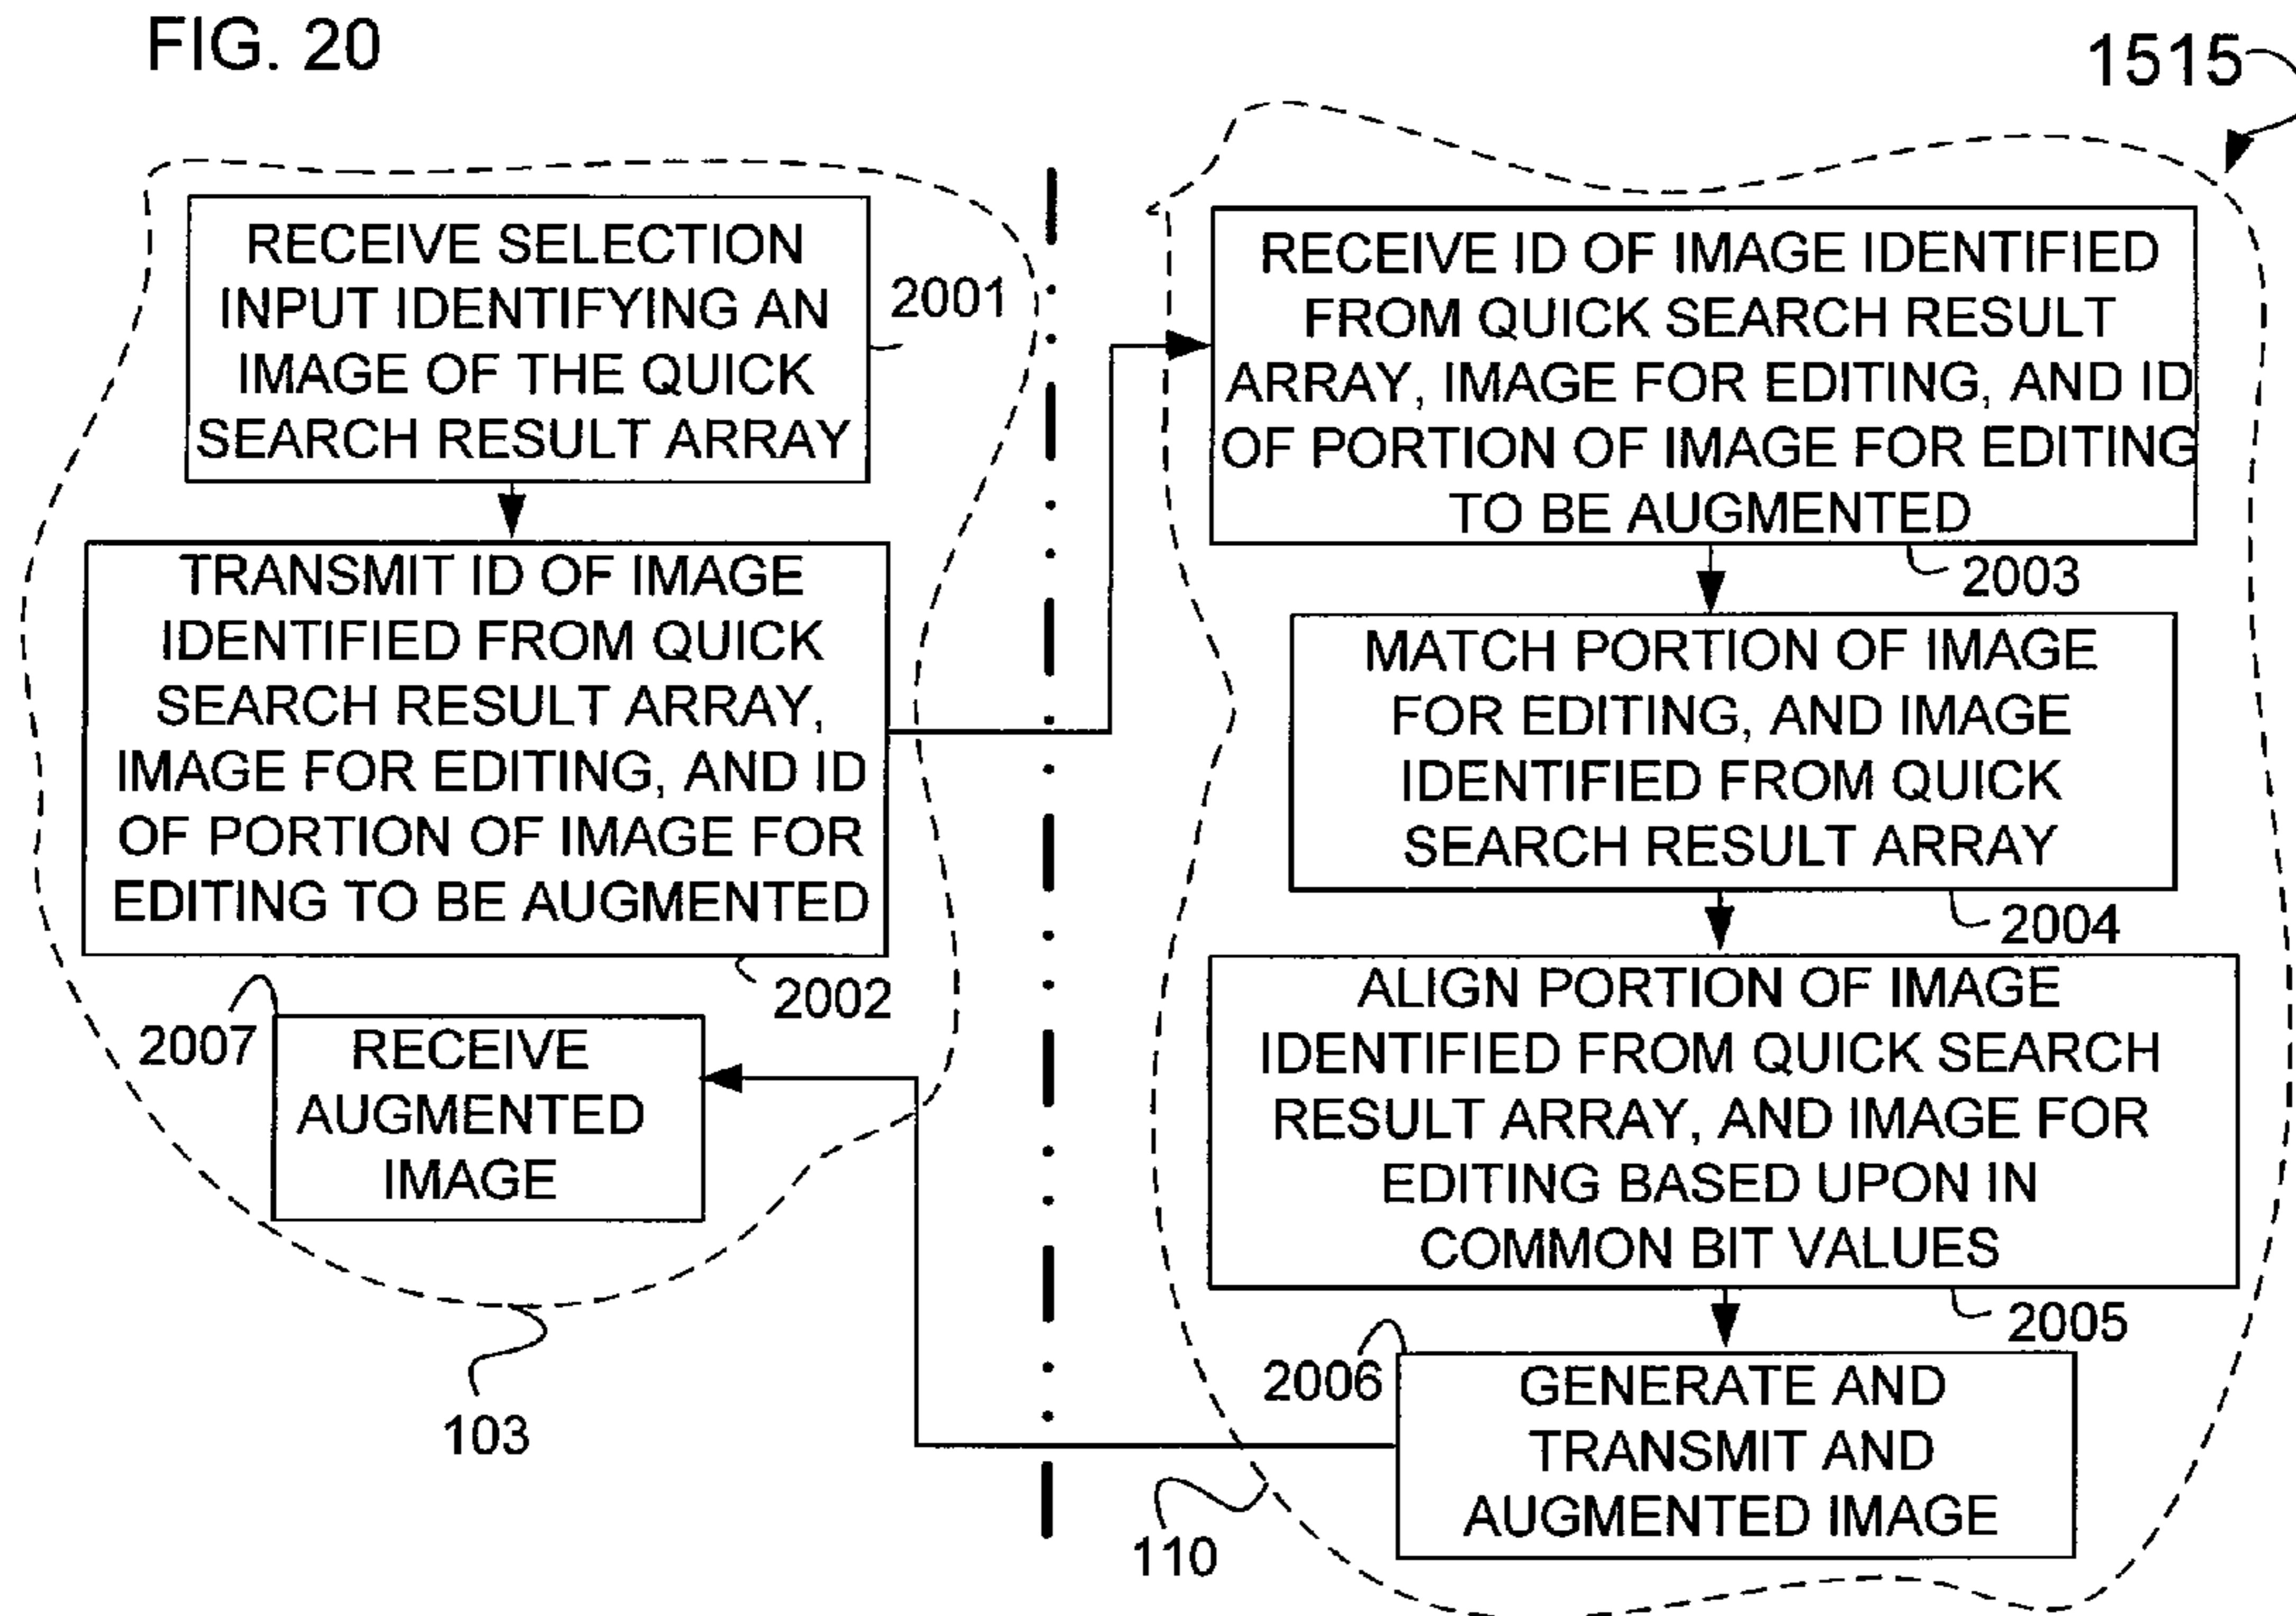 FIG. 20
1515
RECEIVE SELECTION
INPUT IDENTIFYING AN
IMAGE OF THE QUICK
SEARCH RESULT ARRAY
2001
TRANSMIT ID OF IMAGE
IDENTIFIED FROM QUICK
SEARCH RESULT ARRAY,
IMAGE FOR EDITING, AND ID
OF PORTION OF IMAGE FOR
EDITING TO BE AUGMENTED
2002
2007
RECEIVE
AUGMENTED
IMAGE
103
RECEIVE ID OF IMAGE IDENTIFIED
FROM QUICK SEARCH RESULT
ARRAY, IMAGE FOR EDITING, AND ID
OF PORTION OF IMAGE FOR EDITING
TO BE AUGMENTED
2003
MATCH PORTION OF IMAGE
FOR EDITING, AND IMAGE
IDENTIFIED FROM QUICK
SEARCH RESULT ARRAY
2004
ALIGN PORTION OF IMAGE
IDENTIFIED FROM QUICK SEARCH
RESULT ARRAY, AND IMAGE FOR
EDITING BASED UPON IN
COMMON BIT VALUES
2005
2006
GENERATE AND
TRANSMIT AND
AUGMENTED IMAGE
110